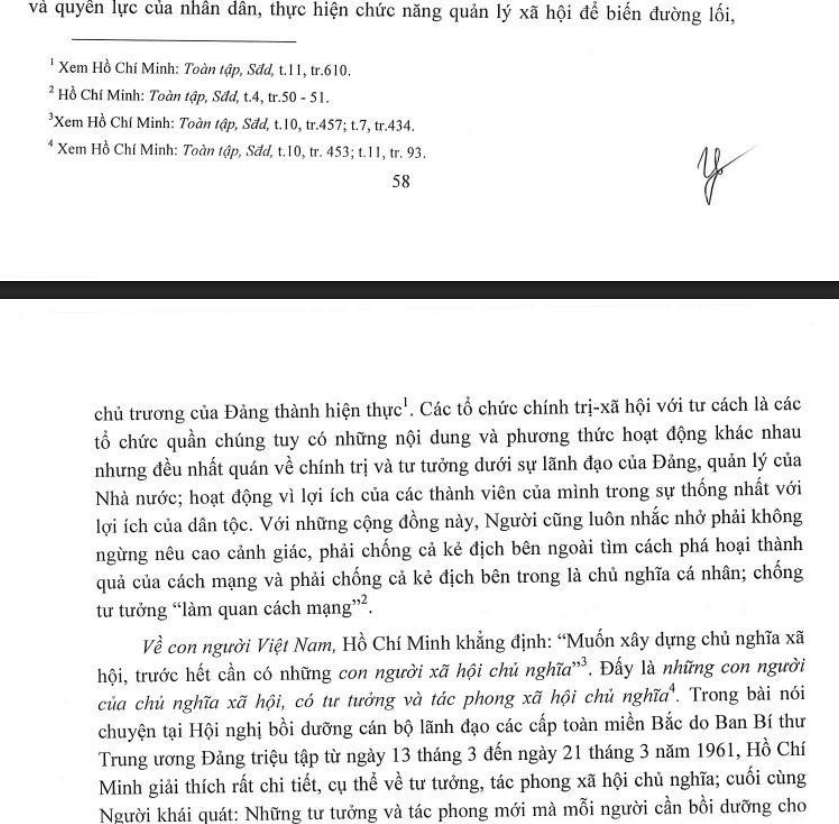 và quyền lực của nhân dân, thực hiện chức năng quản lý xã hội để biến đường lối,
¹ Xem Hồ Chí Minh: Toàn tập, Sđd, t.11, tr.610.
² Hồ Chí Minh: Toàn tập, Sđd, t.4, tr.50 - 51.
³Xem Hồ Chí Minh: Toàn tập, Sđd, t.10, tr.457; t.7, tr.434.
⁴ Xem Hồ Chí Minh: Toàn tập, Sđd, t.10, tr. 453; t.11, tr. 93.
58
chủ trương của Đảng thành hiện thực¹. Các tổ chức chính trị-xã hội với tư cách là các
tổ chức quần chúng tuy có những nội dung và phương thức hoạt động khác nhau
nhưng đều nhất quán về chính trị và tư tưởng dưới sự lãnh đạo của Đảng, quản lý của
Nhà nước; hoạt động vì lợi ích của các thành viên của mình trong sự thống nhất với
lợi ích của dân tộc. Với những cộng đồng này, Người cũng luôn nhắc nhở phải không
ngừng nêu cao cảnh giác, phải chống cả kẻ địch bên ngoài tìm cách phá hoại thành
quả của cách mạng và phải chống cả kẻ địch bên trong là chủ nghĩa cá nhân; chống
tư tưởng “làm quan cách mạng”².
Về con người Việt Nam, Hồ Chí Minh khẳng định: “Muốn xây dựng chủ nghĩa xã
hội, trước hết cần có những con người xã hội chủ nghĩa”³. Đấy là những con người
của chủ nghĩa xã hội, có tư tưởng và tác phong xã hội chủ nghĩa⁴. Trong bài nói
chuyện tại Hội nghị bồi dưỡng cán bộ lãnh đạo các cấp toàn miền Bắc do Ban Bí thư
Trung ương Đảng triệu tập từ ngày 13 tháng 3 đến ngày 21 tháng 3 năm 1961, Hồ Chí
Minh giải thích rất chi tiết, cụ thể về tư tưởng, tác phong xã hội chủ nghĩa; cuối cùng
Người khái quát: Những tư tưởng và tác phong mới mà mỗi người cần bồi dưỡng cho